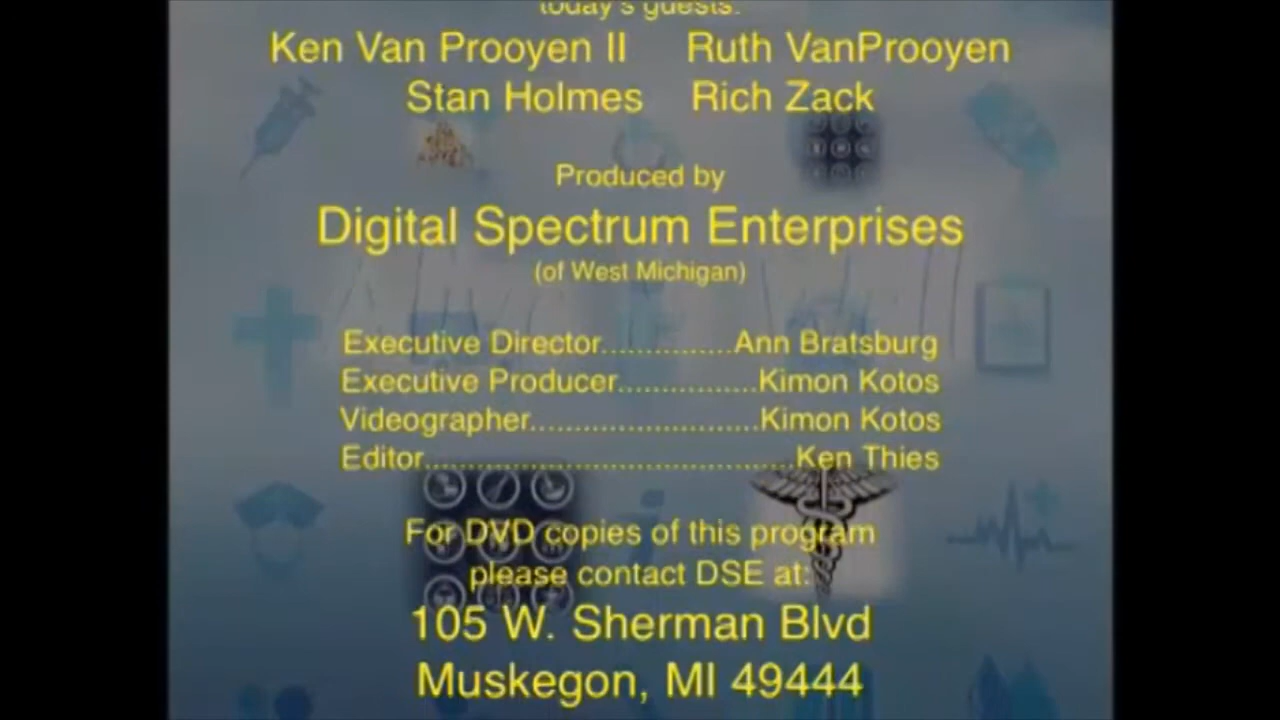 today's guests:
Ken Van Prooyen II Ruth VanProoyen
Stan Holmes Rich Zack
Produced by
Digital Spectrum Enterprises
(of West Michigan)
Executive Director...............Ann Bratsburg
Executive Producer................Kimon Kotos
Videographer..........................Kimon Kotos
Editor..........................................Ken Thies
For DVD copies of this program
please contact DSE at:
105 W. Sherman Blvd
Muskegon, MI 49444